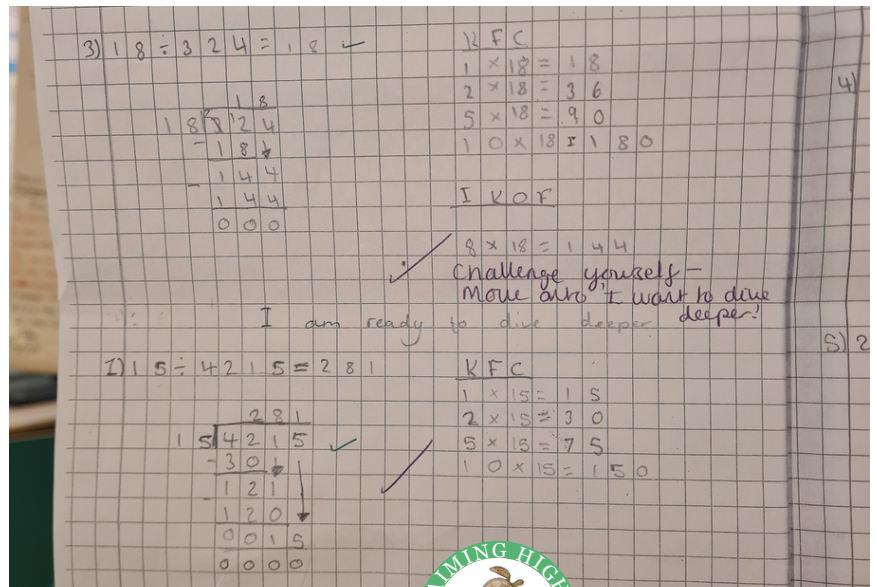 3) 18 ÷ 324 = 18 ✓
18
18 324
- 18
144
- 144
000
KFC
1 × 18 = 18
2 × 18 = 36
5 × 18 = 90
10 × 18 = 180
IKOF
8 × 18 = 144
Challenge yourself -
Move onto 'I want to dive
deeper!
I am ready to dive deeper
1) 15 ÷ 4215 = 281
281
15 4215 ✓
- 30
121
- 120
0015
0000
KFC
1 × 15 = 15
2 × 15 = 30
5 × 15 = 75
10 × 15 = 150
4)
5) 2
AIMING HIGH